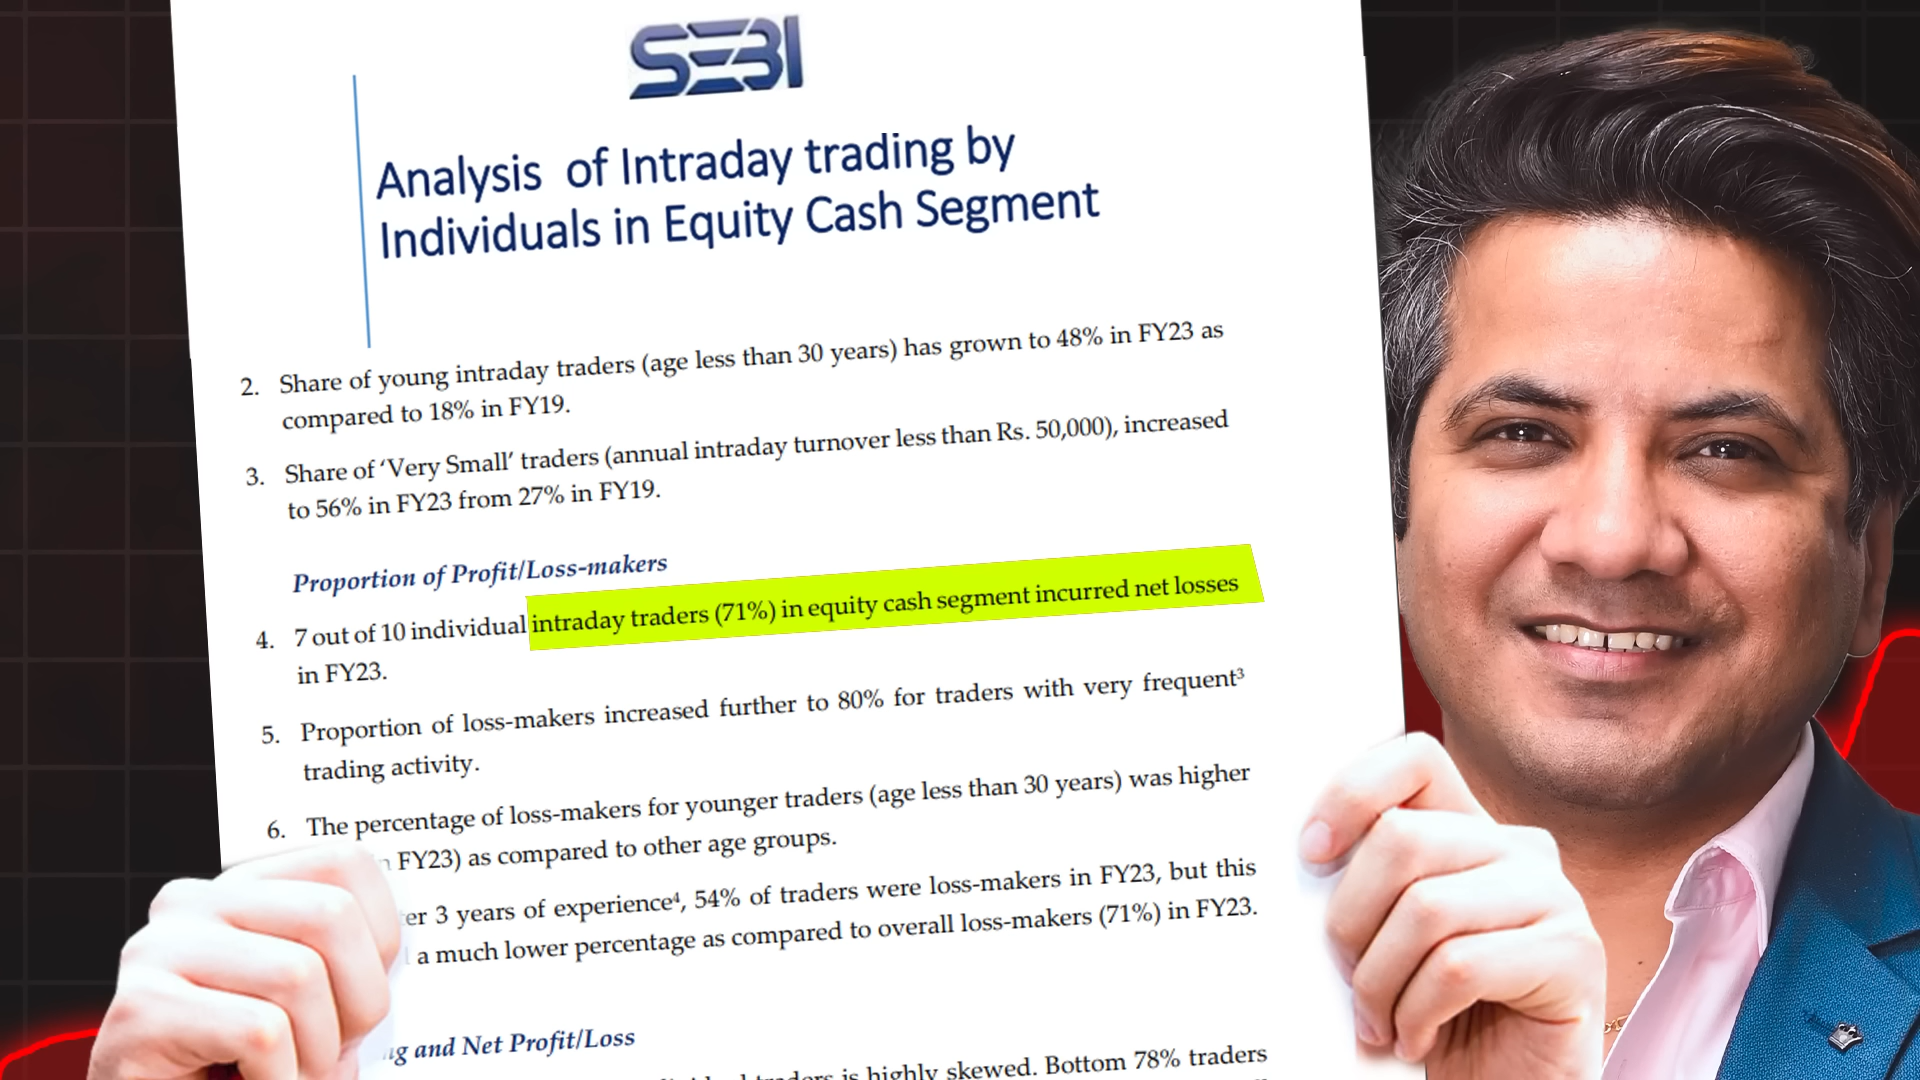 SEBI
Analysis of Intraday trading by
Individuals in Equity Cash Segment
2. Share of young intraday traders (age less than 30 years) has grown to 48% in FY23 as
compared to 18% in FY19.
3. Share of ‘Very Small’ traders (annual intraday turnover less than Rs. 50,000), increased
to 56% in FY23 from 27% in FY19.
Proportion of Profit/Loss-makers
4. 7 out of 10 individual intraday traders (71%) in equity cash segment incurred net losses
in FY23.
5. Proportion of loss-makers increased further to 80% for traders with very frequent³
trading activity.
6. The percentage of loss-makers for younger traders (age less than 30 years) was higher
FY23) as compared to other age groups.
er 3 years of experience⁴, 54% of traders were loss-makers in FY23, but this
a much lower percentage as compared to overall loss-makers (71%) in FY23.
g and Net Profit/Loss
traders is highly skewed. Bottom 78% traders